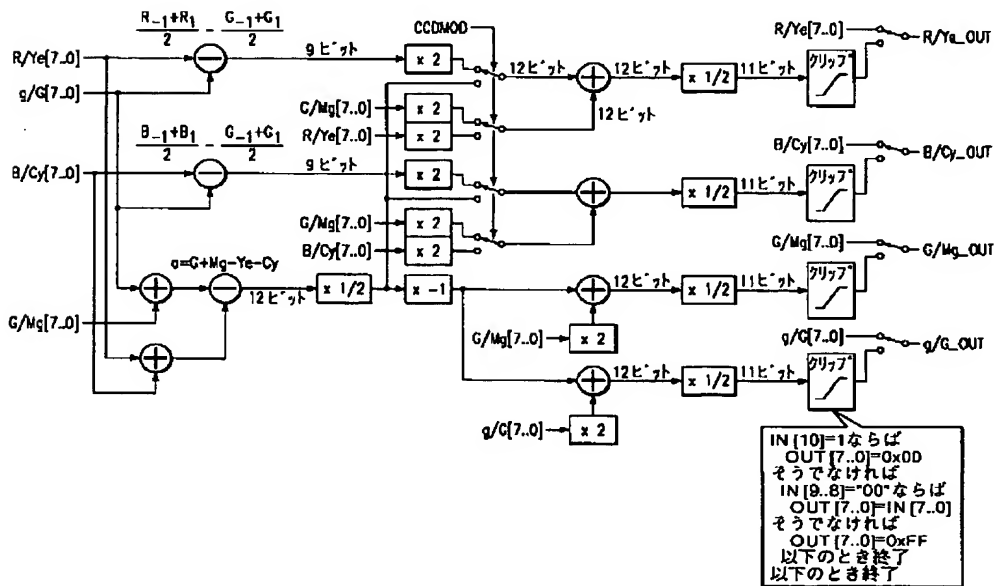 R₋₁+R₁ / 2 − G₋₁+G₁ / 2
R/Ye[7..0]
g/G[7..0]
9ビット
x 2
CCDMOD
12ビット
12ビット
x 1/2
11ビット
クリップ
R/Ye[7..0]
R/Ye_OUT
G/Mg[7..0]
x 2
R/Ye[7..0]
x 2
12ビット
B₋₁+B₁ / 2 − G₋₁+G₁ / 2
B/Cy[7..0]
9ビット
x 2
x 1/2
11ビット
クリップ
B/Cy[7..0]
B/Cy_OUT
G/Mg[7..0]
x 2
B/Cy[7..0]
x 2
α=G+Mg-Ye-Cy
12ビット
x 1/2
x -1
G/Mg[7..0]
12ビット
x 1/2
11ビット
クリップ
G/Mg[7..0]
G/Mg_OUT
G/Mg[7..0]
x 2
12ビット
x 1/2
11ビット
クリップ
g/G[7..0]
g/G_OUT
g/G[7..0]
x 2
IN [10]=1ならば
OUT [7..0]=0x0D
そうでなければ
IN [9..8]="00"ならば
OUT [7..0]=IN [7..0]
そうでなければ
OUT [7..0]=0xFF
以下のとき終了
以下のとき終了